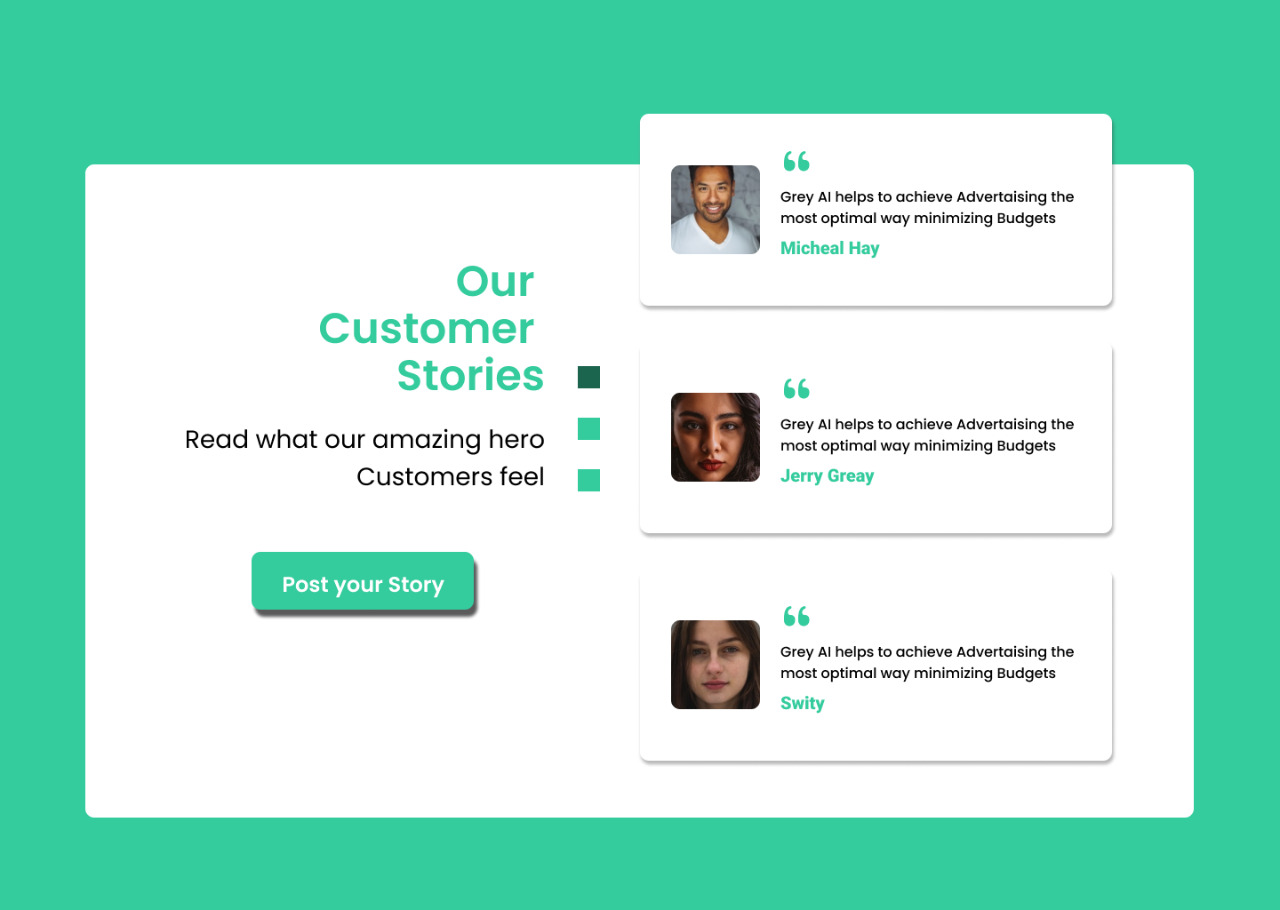 Our
Customer
Stories
Read what our amazing hero
Customers feel
Post your Story
“
Grey AI helps to achieve Advertaising the
most optimal way minimizing Budgets
Micheal Hay
“
Grey AI helps to achieve Advertaising the
most optimal way minimizing Budgets
Jerry Greay
“
Grey AI helps to achieve Advertaising the
most optimal way minimizing Budgets
Swity